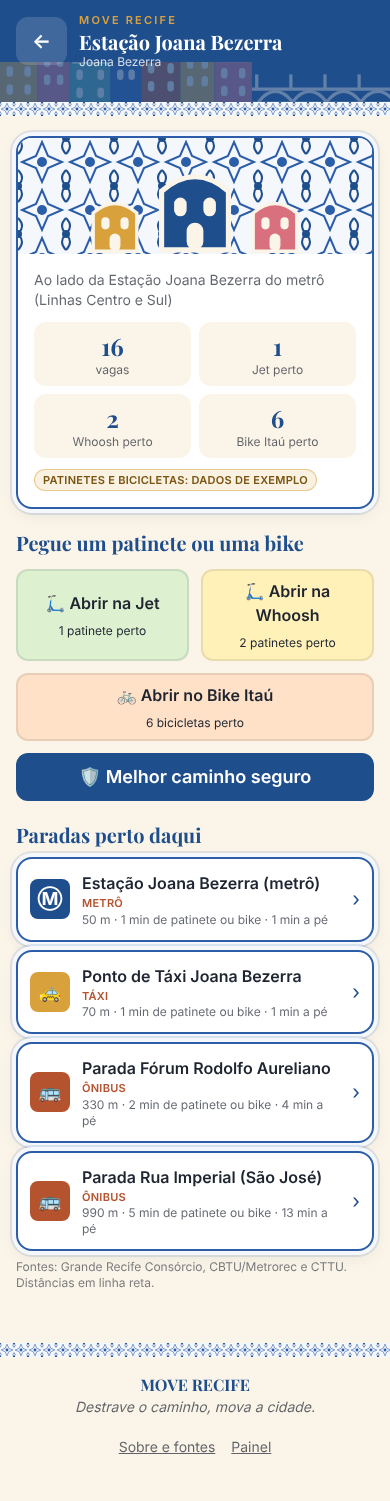 MOVE RECIFE
Estação Joana Bezerra
Joana Bezerra
Ao lado da Estação Joana Bezerra do metrô
(Linhas Centro e Sul)
16
vagas
1
Jet perto
2
Whoosh perto
6
Bike Itaú perto
PATINETES E BICICLETAS: DADOS DE EXEMPLO
Pegue um patinete ou uma bike
🛴 Abrir na Jet
1 patinete perto
🛴 Abrir na
Whoosh
2 patinetes perto
🚲 Abrir no Bike Itaú
6 bicicletas perto
🛡️ Melhor caminho seguro
Paradas perto daqui
Ⓜ
Estação Joana Bezerra (metrô)
METRÔ
50 m · 1 min de patinete ou bike · 1 min a pé
Ponto de Táxi Joana Bezerra
TÁXI
70 m · 1 min de patinete ou bike · 1 min a pé
Parada Fórum Rodolfo Aureliano
ÔNIBUS
330 m · 2 min de patinete ou bike · 4 min a
pé
Parada Rua Imperial (São José)
ÔNIBUS
990 m · 5 min de patinete ou bike · 13 min a
pé
Fontes: Grande Recife Consórcio, CBTU/Metrorec e CTTU.
Distâncias em linha reta.
MOVE RECIFE
Destrave o caminho, mova a cidade.
Sobre e fontes Painel